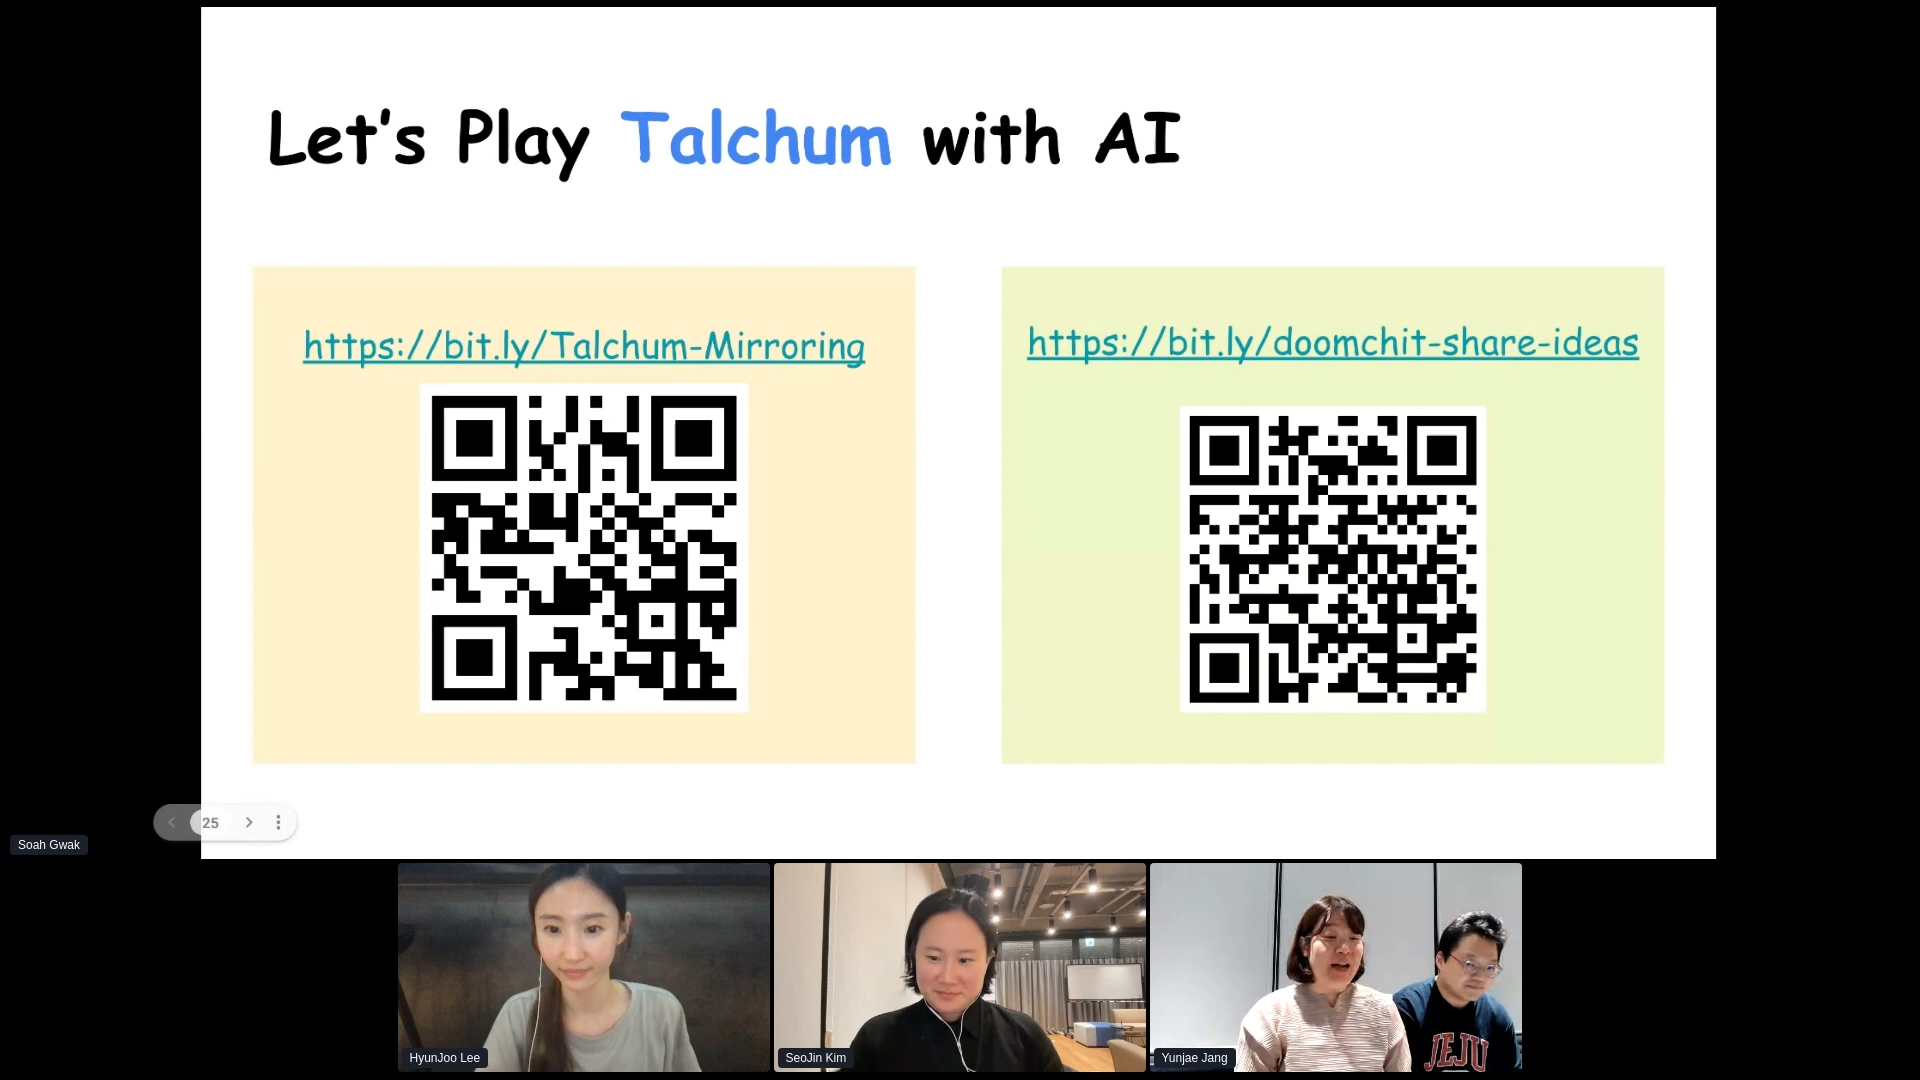 Let's Play Talchum with AI
https://bit.ly/Talchum-Mirroring
https://bit.ly/doomchit-share-ideas
25
Soah Gwak
HyunJoo Lee
SeoJin Kim
Yunjae Jang
JEJU